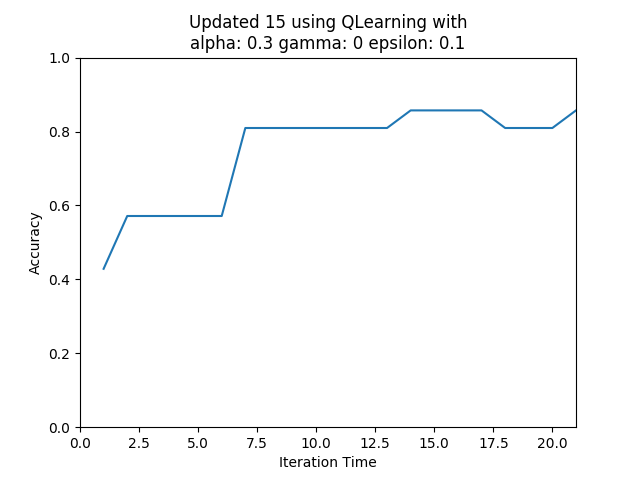 Updated 15 using QLearning with
alpha: 0.3 gamma: 0 epsilon: 0.1
1.0
0.8
0.6
0.4
0.2
0.0
Accuracy
0.0 2.5 5.0 7.5 10.0 12.5 15.0 17.5 20.0
Iteration Time